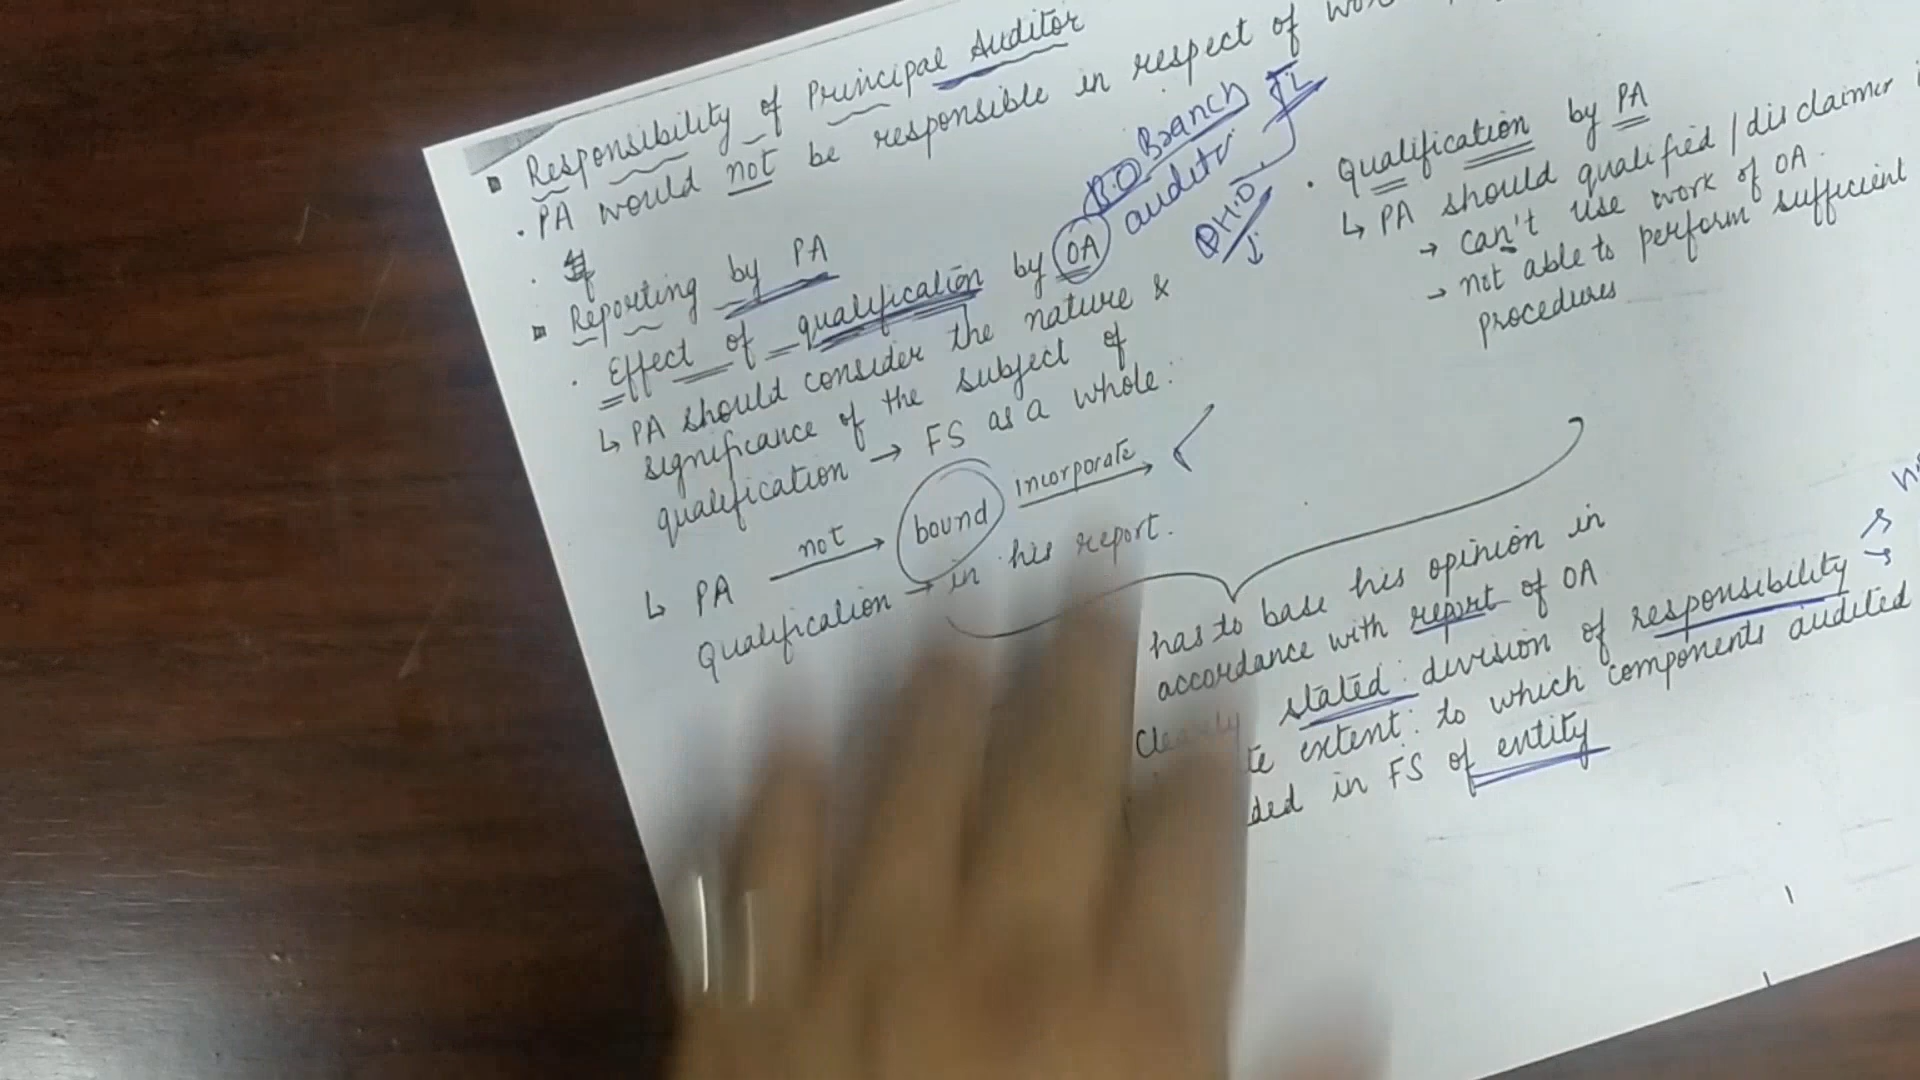 Responsibility of Principal Auditor
. PA would not be responsible in respect of
Reporting by PA
. Effect of qualification by OA
B.O Branch
auditor
H.O
↳ PA should consider the nature &
significance of the subject of
qualification → FS as a whole.
↳ PA not → bound incorporate →
Qualification → in his report.
. Qualification by PA
↳ PA should qualified / disclaimer
→ can't use work of OA.
→ not able to perform sufficient
procedures
has to base his opinion in
accordance with report of OA
Clearly stated: division of responsibility
extent: to which components audited
in FS of entity